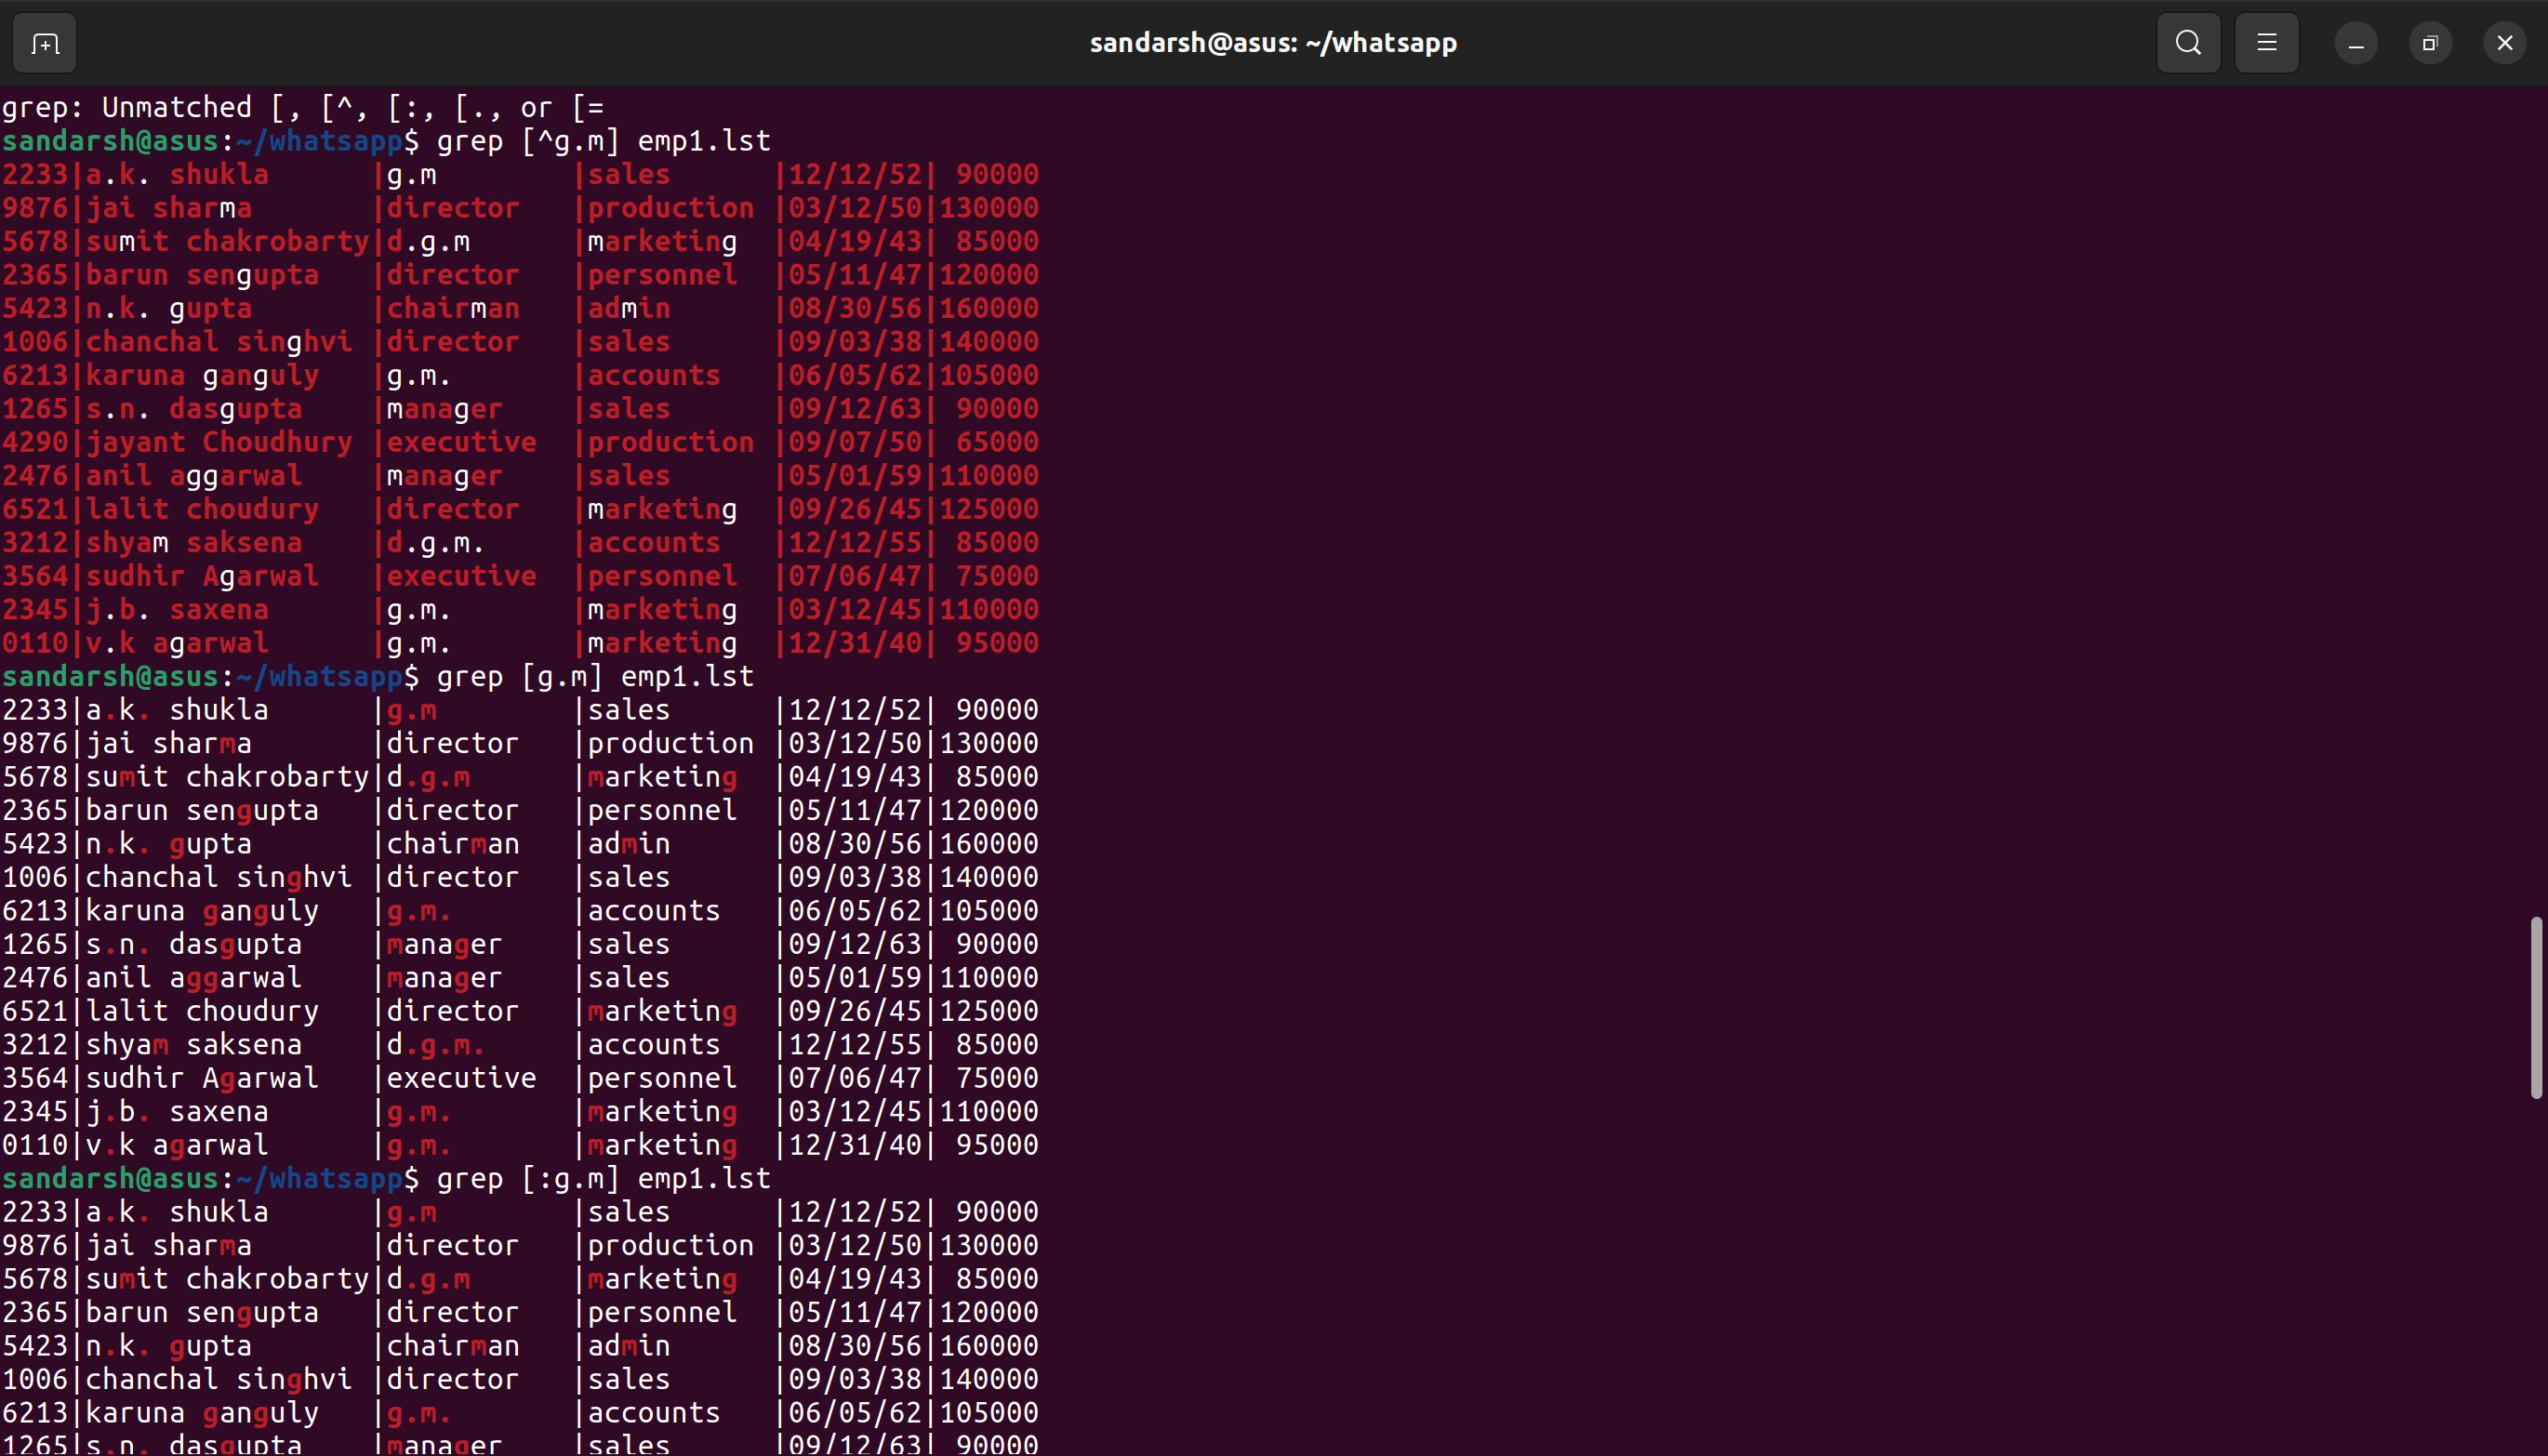 sandarsh@asus: ~/whatsapp
grep: Unmatched [, [^, [:, [., or [=
sandarsh@asus:~/whatsapp$ grep [^g.m] emp1.lst
2233|a.k. shukla      |g.m        |sales      |12/12/52| 90000
9876|jai sharma       |director   |production |03/12/50|130000
5678|sumit chakrobarty|d.g.m      |marketing  |04/19/43| 85000
2365|barun sengupta   |director   |personnel  |05/11/47|120000
5423|n.k. gupta       |chairman   |admin      |08/30/56|160000
1006|chanchal singhvi |director   |sales      |09/03/38|140000
6213|karuna ganguly   |g.m.       |accounts   |06/05/62|105000
1265|s.n. dasgupta    |manager    |sales      |09/12/63| 90000
4290|jayant Choudhury |executive  |production |09/07/50| 65000
2476|anil aggarwal    |manager    |sales      |05/01/59|110000
6521|lalit choudury   |director   |marketing  |09/26/45|125000
3212|shyam saksena    |d.g.m.     |accounts   |12/12/55| 85000
3564|sudhir Agarwal   |executive  |personnel  |07/06/47| 75000
2345|j.b. saxena      |g.m.       |marketing  |03/12/45|110000
0110|v.k agarwal      |g.m.       |marketing  |12/31/40| 95000
sandarsh@asus:~/whatsapp$ grep [g.m] emp1.lst
2233|a.k. shukla      |g.m        |sales      |12/12/52| 90000
9876|jai sharma       |director   |production |03/12/50|130000
5678|sumit chakrobarty|d.g.m      |marketing  |04/19/43| 85000
2365|barun sengupta   |director   |personnel  |05/11/47|120000
5423|n.k. gupta       |chairman   |admin      |08/30/56|160000
1006|chanchal singhvi |director   |sales      |09/03/38|140000
6213|karuna ganguly   |g.m.       |accounts   |06/05/62|105000
1265|s.n. dasgupta    |manager    |sales      |09/12/63| 90000
2476|anil aggarwal    |manager    |sales      |05/01/59|110000
6521|lalit choudury   |director   |marketing  |09/26/45|125000
3212|shyam saksena    |d.g.m.     |accounts   |12/12/55| 85000
3564|sudhir Agarwal   |executive  |personnel  |07/06/47| 75000
2345|j.b. saxena      |g.m.       |marketing  |03/12/45|110000
0110|v.k agarwal      |g.m.       |marketing  |12/31/40| 95000
sandarsh@asus:~/whatsapp$ grep [:g.m] emp1.lst
2233|a.k. shukla      |g.m        |sales      |12/12/52| 90000
9876|jai sharma       |director   |production |03/12/50|130000
5678|sumit chakrobarty|d.g.m      |marketing  |04/19/43| 85000
2365|barun sengupta   |director   |personnel  |05/11/47|120000
5423|n.k. gupta       |chairman   |admin      |08/30/56|160000
1006|chanchal singhvi |director   |sales      |09/03/38|140000
6213|karuna ganguly   |g.m.       |accounts   |06/05/62|105000
1265|s.n. dasgupta    |manager    |sales      |09/12/63| 90000